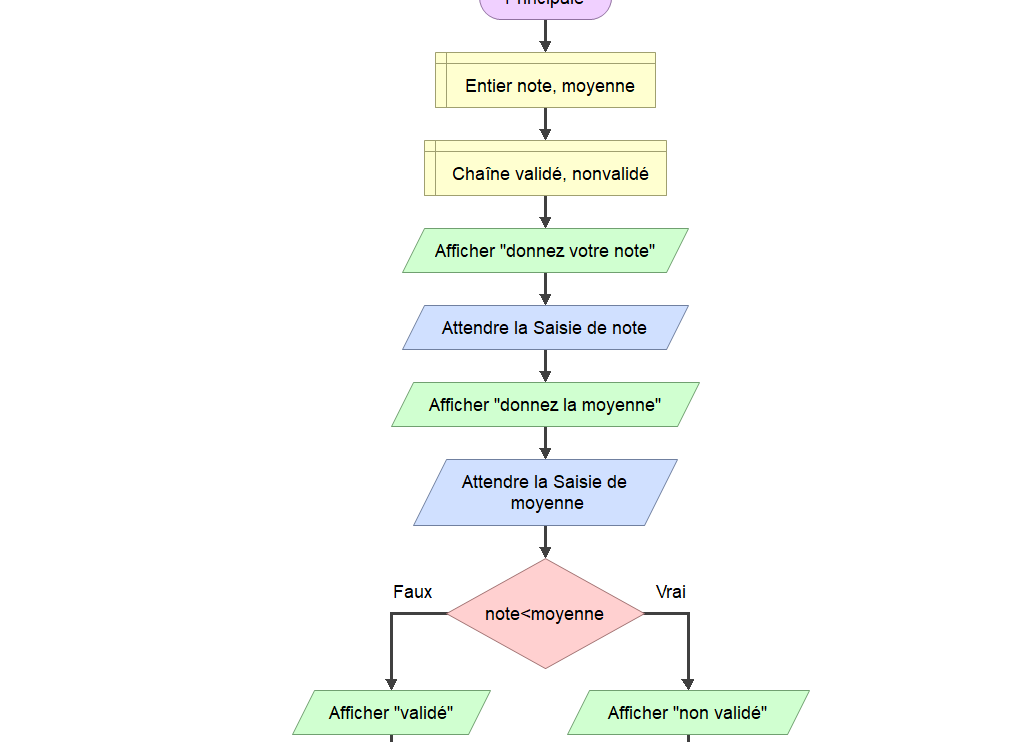 Principale
Entier note, moyenne
Chaîne validé, nonvalidé
Afficher "donnez votre note"
Attendre la Saisie de note
Afficher "donnez la moyenne"
Attendre la Saisie de
moyenne
Faux
Vrai
note<moyenne
Afficher "validé"
Afficher "non validé"